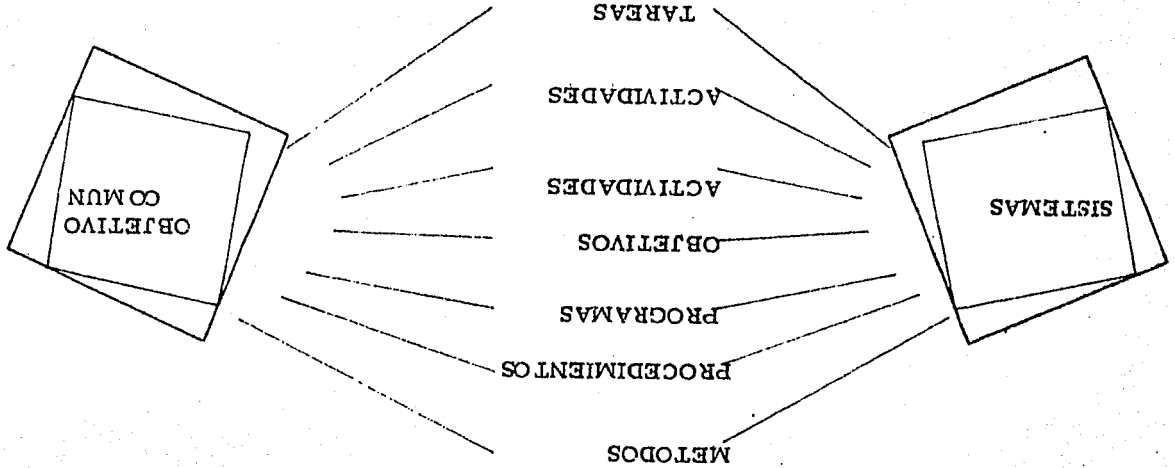 METODOS
PROCEDIMIENTOS
PROGRAMAS
SISTEMAS
OBJETIVOS
OBJETIVO
COMUN
ACTIVIDADES
ACTIVIDADES
TAREAS